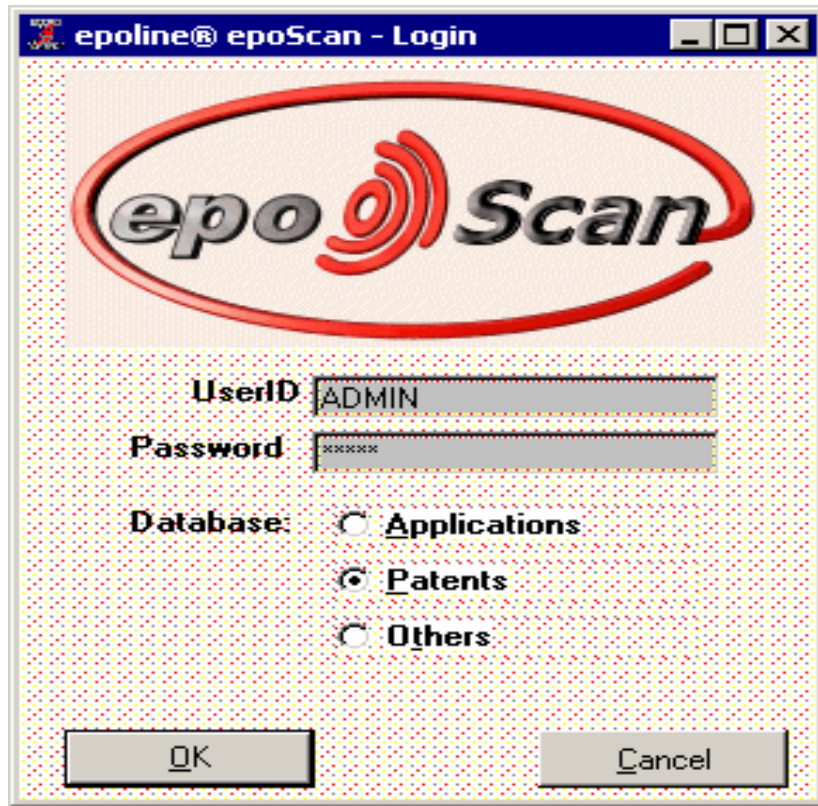 epoline® epoScan - Login
epo Scan
UserID ADMIN
Password *****
Database: Applications
Patents
Others
OK Cancel